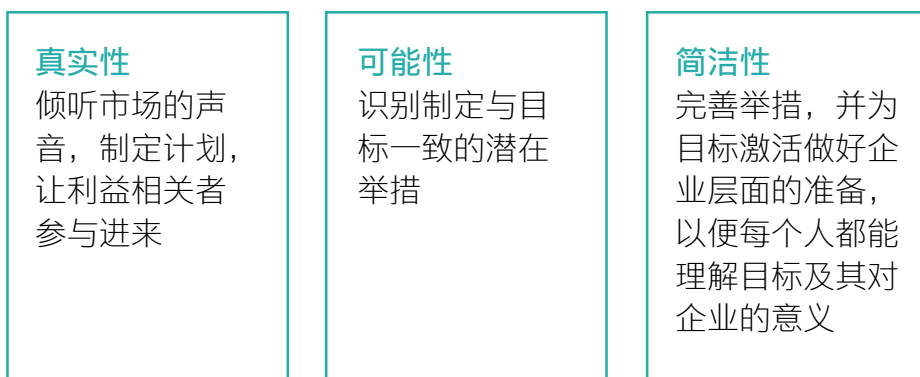 真实性
倾听市场的声
音，制定计划，
让利益相关者
参与进来
可能性
识别制定与目
标一致的潜在
举措
简洁性
完善举措，并为
目标激活做好企
业层面的准备，
以便每个人都能
理解目标及其对
企业的意义